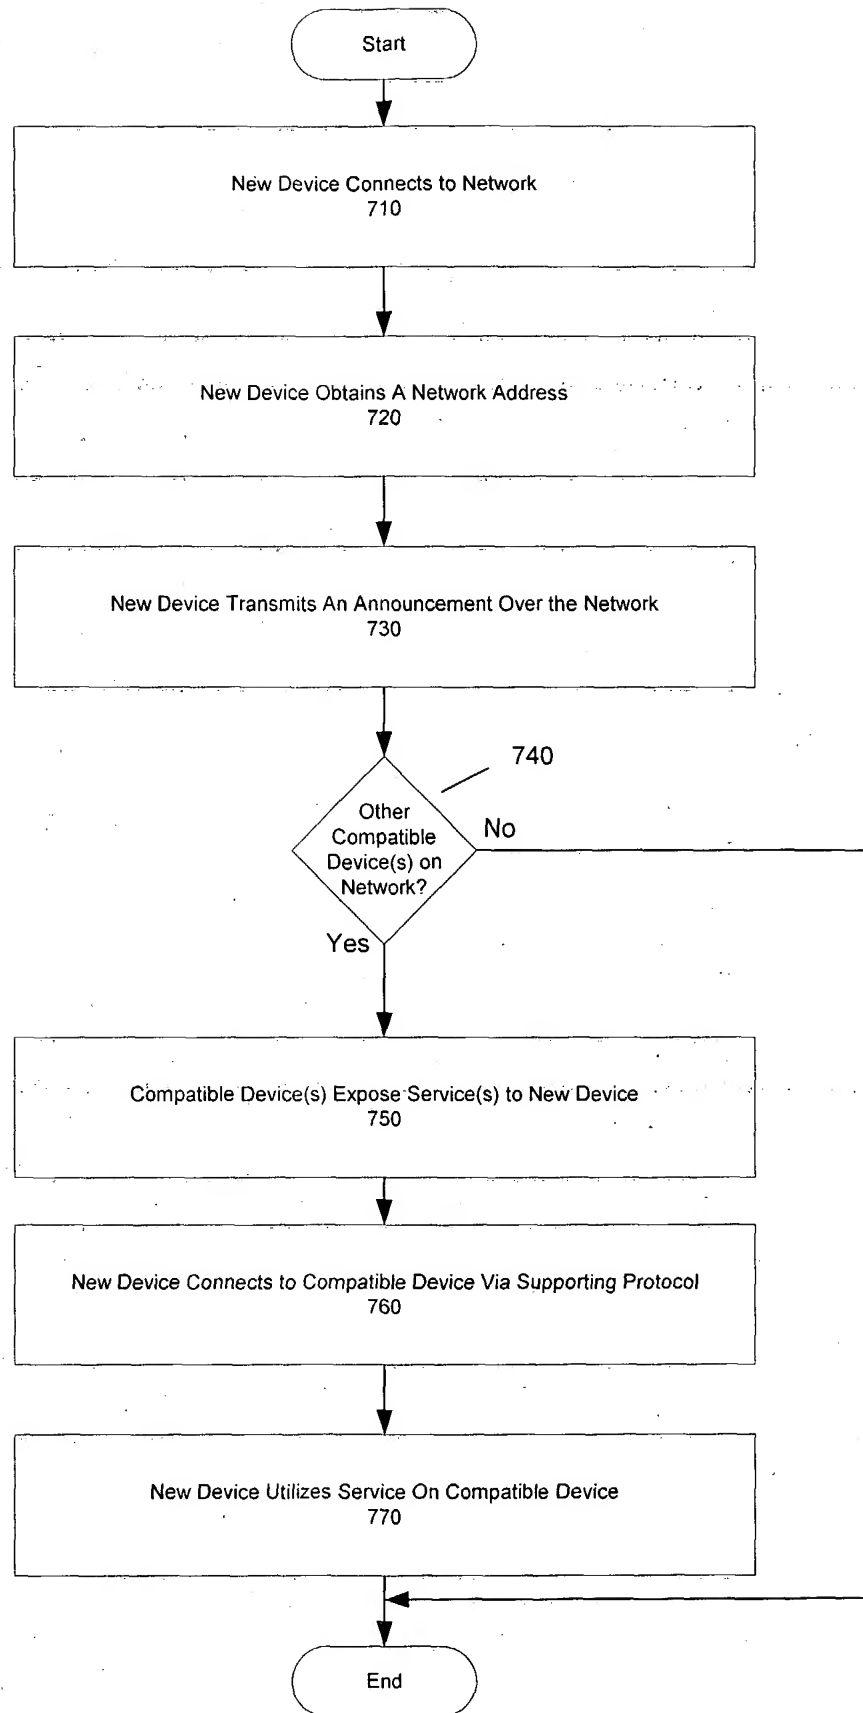 Start
New Device Connects to Network
710
New Device Obtains A Network Address
720
New Device Transmits An Announcement Over the Network
730
740
Other
Compatible
Device(s) on
Network?
No
Yes
Compatible Device(s) Expose Service(s) to New Device
750
New Device Connects to Compatible Device Via Supporting Protocol
760
New Device Utilizes Service On Compatible Device
770
End